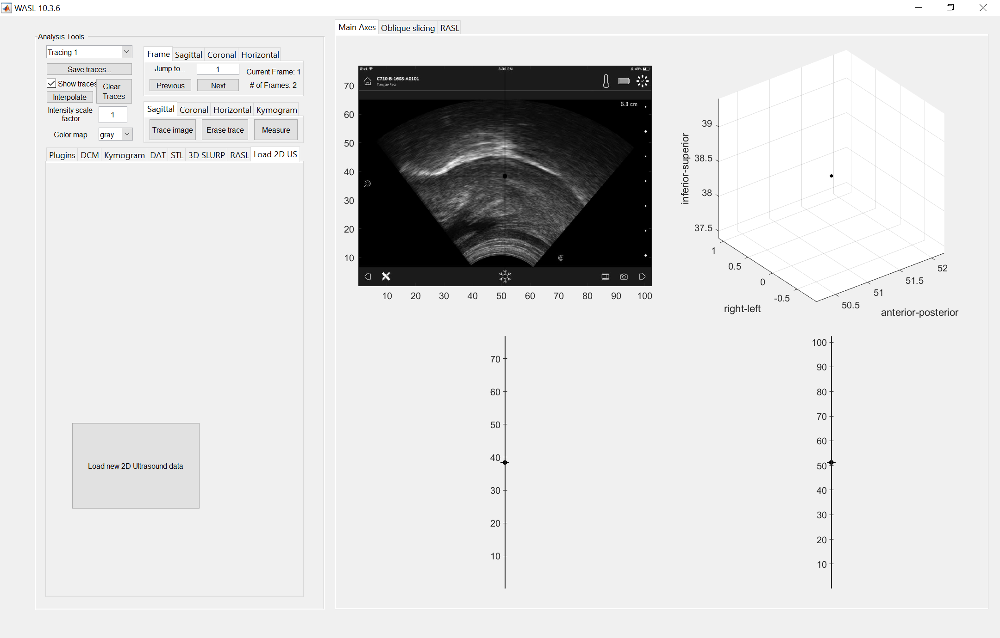 WASL 10.3.6
Analysis Tools
Tracing 1
Save traces...
Show traces
Interpolate
Clear
Traces
Intensity scale
factor
1
Color map
gray
Frame Sagittal Coronal Horizontal
Jump to...
1
Current Frame: 1
Previous
Next
# of Frames: 2
Sagittal Coronal Horizontal Kymogram
Trace image
Erase trace
Measure
Plugins DCM Kymogram DAT STL 3D SLURP RASL Load 2D US
Load new 2D Ultrasound data
Main Axes Oblique slicing RASL
iPad 3:00 PM 49%
C720-B-1608-A0101
Tongue Fast
6.3 cm
70
60
50
40
30
20
10
10 20 30 40 50 60 70 80 90 100
inferior-superior
39
38.5
38
37.5
1
0.5
0
-0.5
right-left
50.5
51
51.5
52
anterior-posterior
70
60
50
40
30
20
10
100
90
80
70
60
50
40
30
20
10